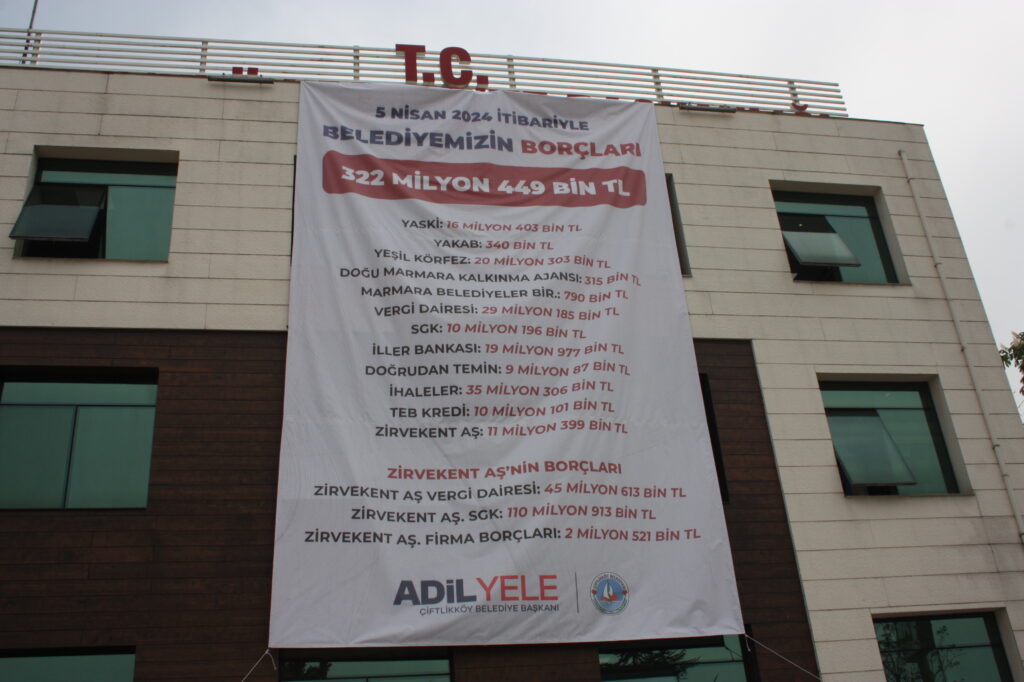 T.C.
5 NİSAN 2024 İTİBARİYLE
BELEDİYEMİZİN BORÇLARI
322 MİLYON 449 BİN TL
YASKİ: 16 MİLYON 403 BİN TL
YAKAB: 340 BİN TL
YEŞİL KÖRFEZ: 20 MİLYON 303 BİN TL
DOĞU MARMARA KALKINMA AJANSI: 315 BİN TL
MARMARA BELEDİYELER BİR.: 790 BİN TL
VERGİ DAİRESİ: 29 MİLYON 185 BİN TL
SGK: 10 MİLYON 196 BİN TL
İLLER BANKASI: 19 MİLYON 977 BİN TL
DOĞRUDAN TEMİN: 9 MİLYON 87 BİN TL
İHALELER: 35 MİLYON 306 BİN TL
TEB KREDİ: 10 MİLYON 101 BİN TL
ZİRVEKENT AŞ: 11 MİLYON 399 BİN TL
ZİRVEKENT AŞ'NİN BORÇLARI
ZİRVEKENT AŞ VERGİ DAİRESİ: 45 MİLYON 613 BİN TL
ZİRVEKENT AŞ. SGK: 110 MİLYON 913 BİN TL
ZİRVEKENT AŞ. FİRMA BORÇLARI: 2 MİLYON 521 BİN TL
ADİL YELE
ÇİFTLİKKÖY BELEDİYE BAŞKANI